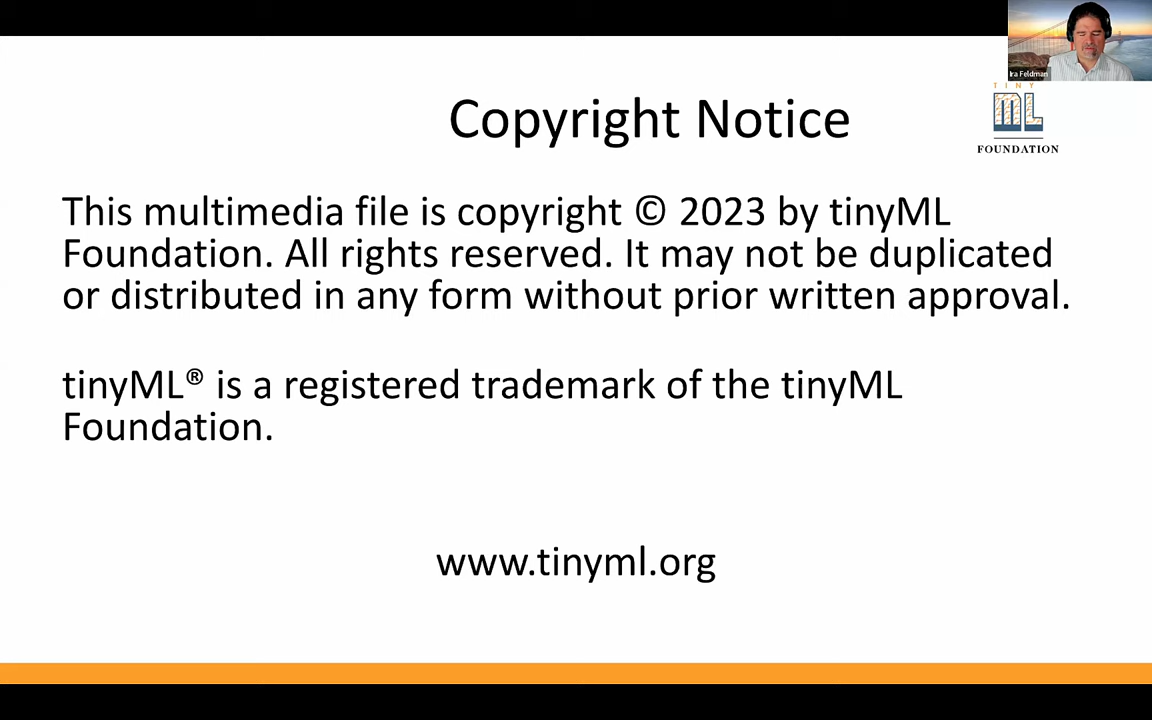 Ira Feldman
Copyright Notice
TINY
ML
FOUNDATION
This multimedia file is copyright © 2023 by tinyML
Foundation. All rights reserved. It may not be duplicated
or distributed in any form without prior written approval.
tinyML® is a registered trademark of the tinyML
Foundation.
www.tinyml.org